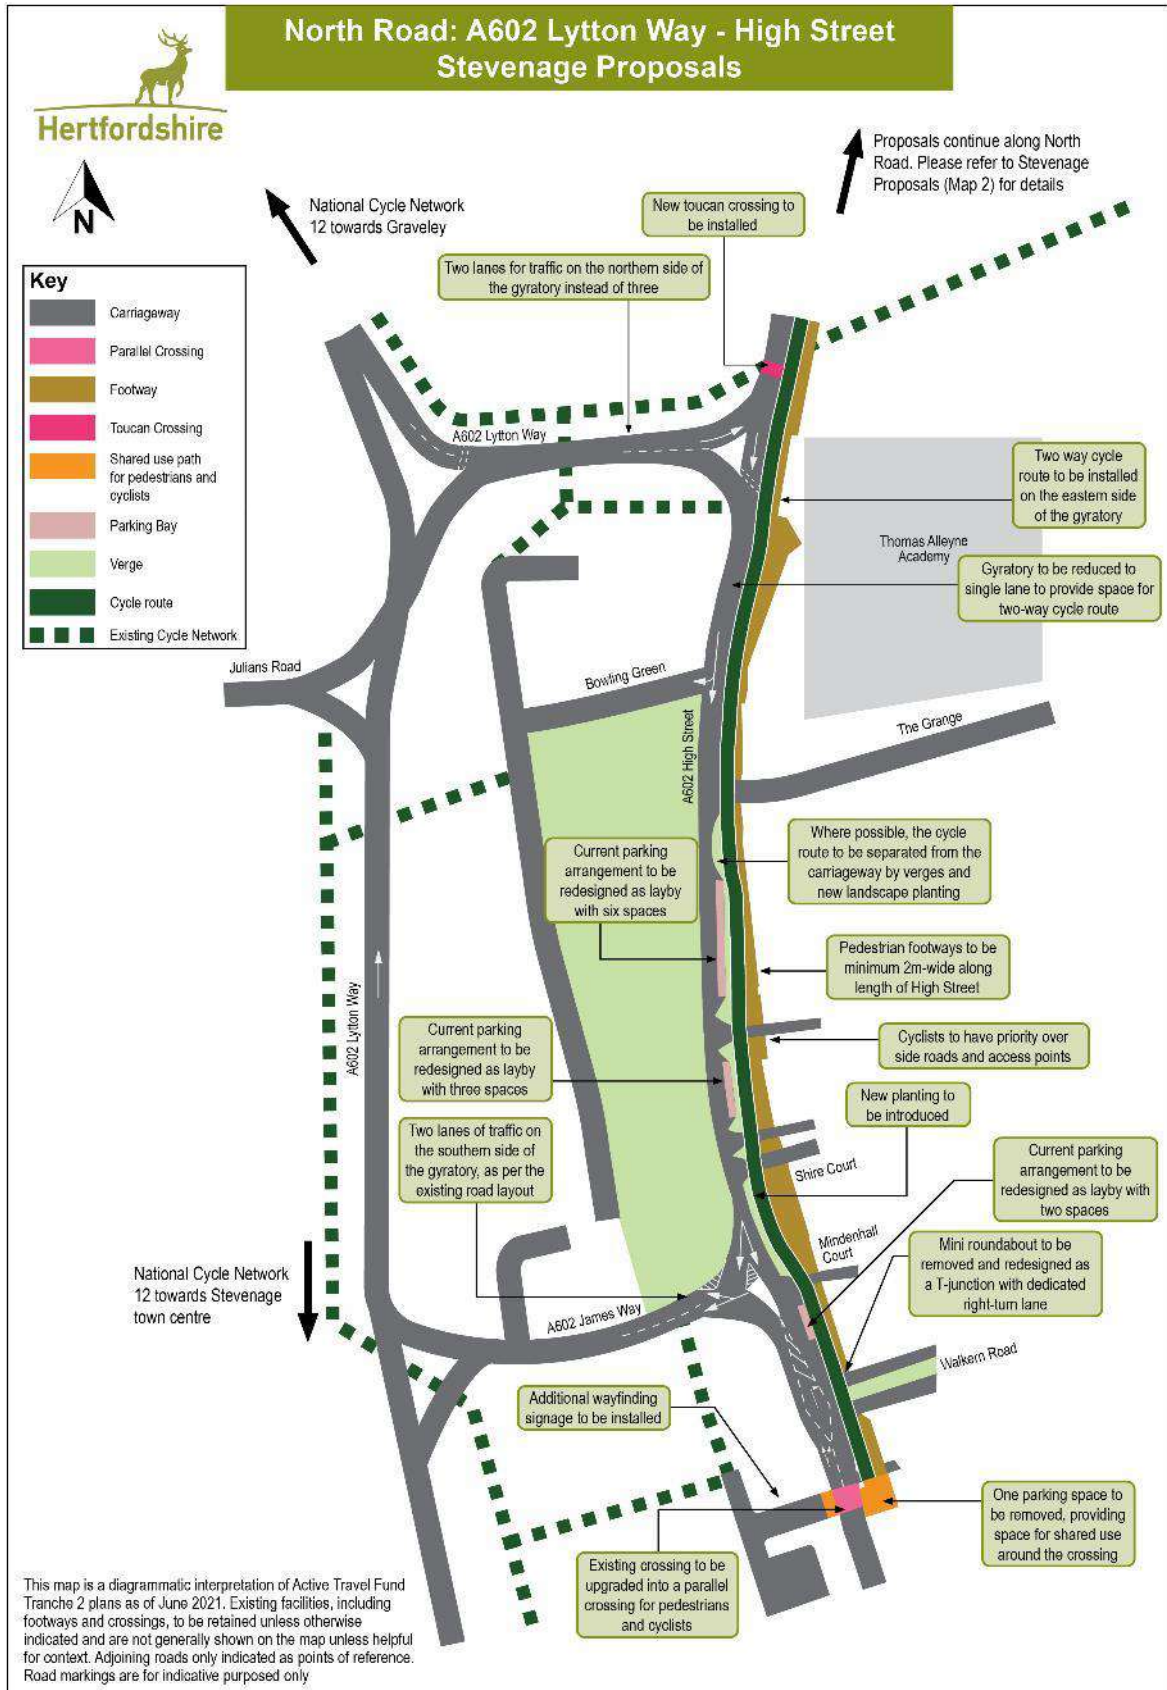 North Road: A602 Lytton Way - High Street
Stevenage Proposals
Hertfordshire
N
National Cycle Network
12 towards Graveley
Proposals continue along North
Road. Please refer to Stevenage
Proposals (Map 2) for details
New toucan crossing to
be installed
Two lanes for traffic on the northern side of
the gyratory instead of three
Key
Carriageway
Parallel Crossing
Footway
Toucan Crossing
Shared use path
for pedestrians and
cyclists
Parking Bay
Verge
Cycle route
Existing Cycle Network
A602 Lytton Way
Two way cycle
route to be installed
on the eastern side
of the gyratory
Thomas Alleyne
Academy
Gyratory to be reduced to
single lane to provide space for
two-way cycle route
Julians Road
Bowling Green
The Grange
A602 High Street
Where possible, the cycle
route to be separated from the
carriageway by verges and
new landscape planting
Current parking
arrangement to be
redesigned as layby
with six spaces
Pedestrian footways to be
minimum 2m-wide along
length of High Street
A602 Lytton Way
Current parking
arrangement to be
redesigned as layby
with three spaces
Cyclists to have priority over
side roads and access points
New planting to
be introduced
Two lanes of traffic on
the southern side of
the gyratory, as per the
existing road layout
Shire Court
Current parking
arrangement to be
redesigned as layby with
two spaces
Mindenhall
Court
Mini roundabout to be
removed and redesigned as
a T-junction with dedicated
right-turn lane
National Cycle Network
12 towards Stevenage
town centre
A602 James Way
Walkern Road
Additional wayfinding
signage to be installed
One parking space to
be removed, providing
space for shared use
around the crossing
Existing crossing to be
upgraded into a parallel
crossing for pedestrians
and cyclists
This map is a diagrammatic interpretation of Active Travel Fund
Tranche 2 plans as of June 2021. Existing facilities, including
footways and crossings, to be retained unless otherwise
indicated and are not generally shown on the map unless helpful
for context. Adjoining roads only indicated as points of reference.
Road markings are for indicative purposed only